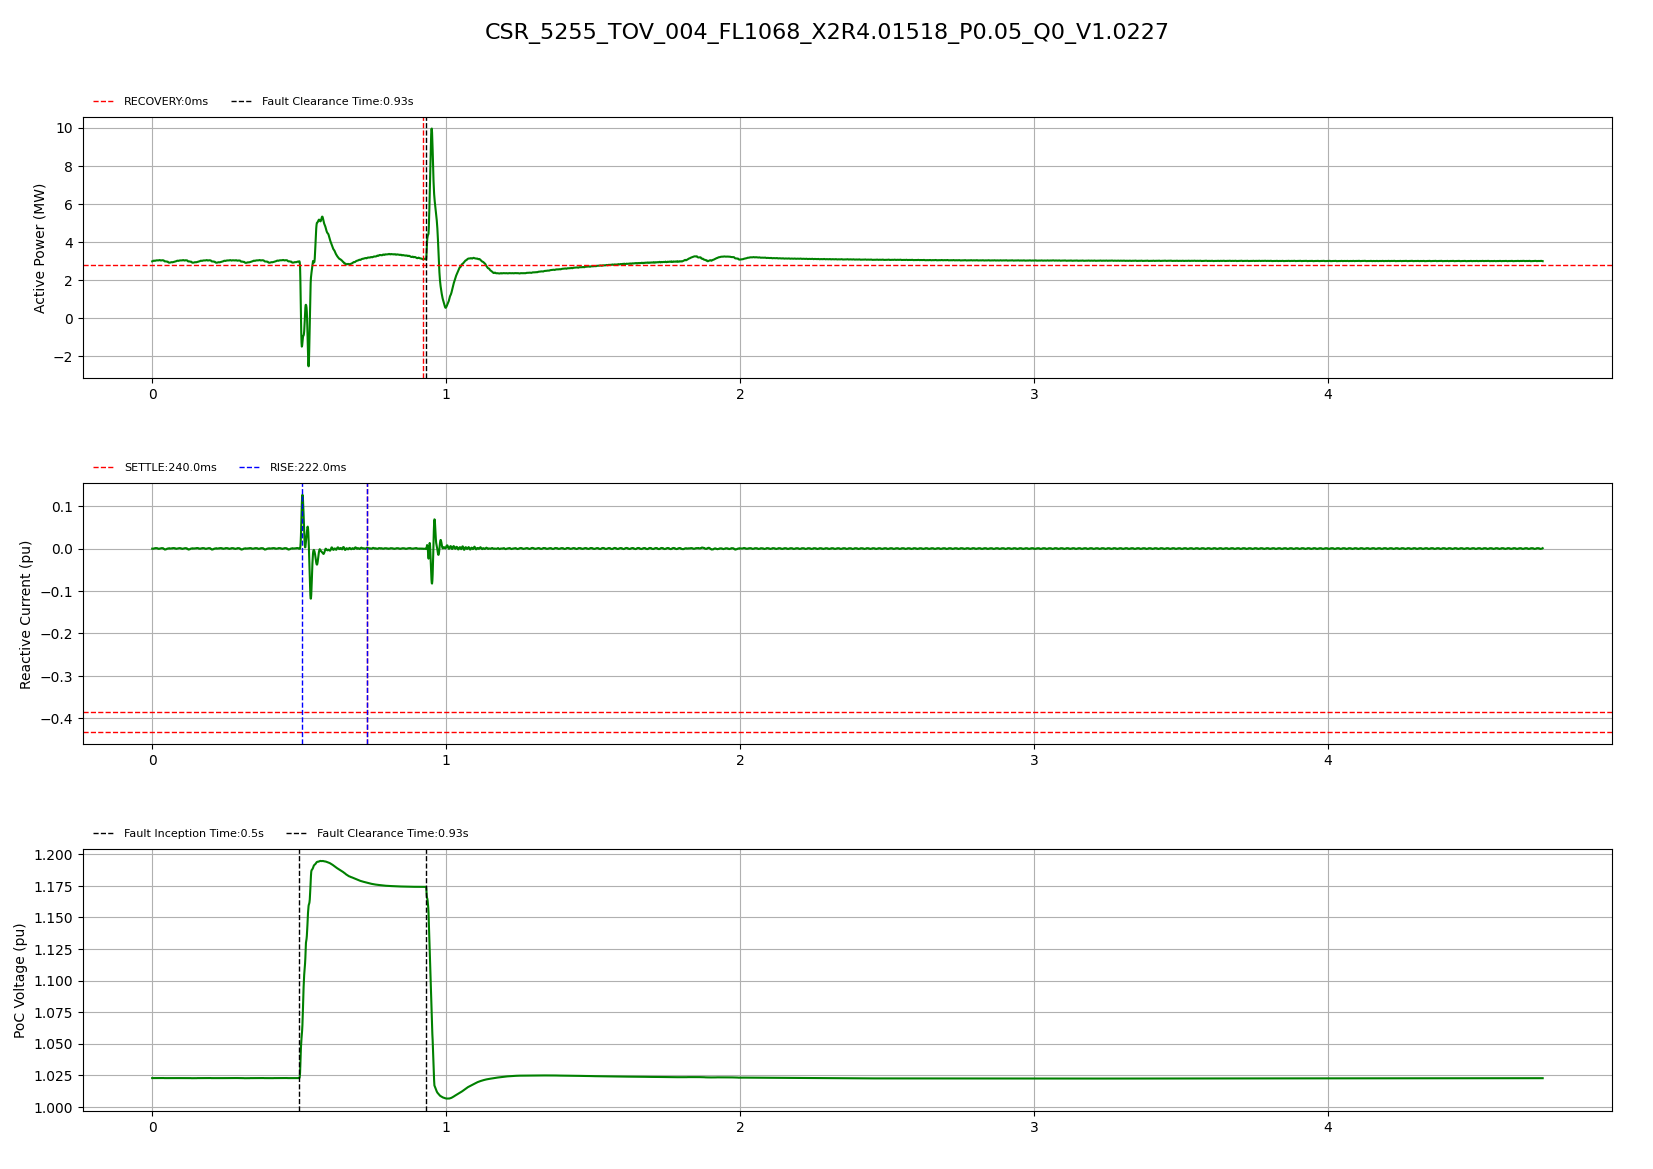 CSR_5255_TOV_004_FL1068_X2R4.01518_P0.05_Q0_V1.0227
RECOVERY:0ms Fault Clearance Time:0.93s
Active Power (MW)
10
8
6
4
2
0
−2
0 1 2 3 4
SETTLE:240.0ms RISE:222.0ms
Reactive Current (pu)
0.1
0.0
−0.1
−0.2
−0.3
−0.4
0 1 2 3 4
Fault Inception Time:0.5s Fault Clearance Time:0.93s
PoC Voltage (pu)
1.200
1.175
1.150
1.125
1.100
1.075
1.050
1.025
1.000
0 1 2 3 4